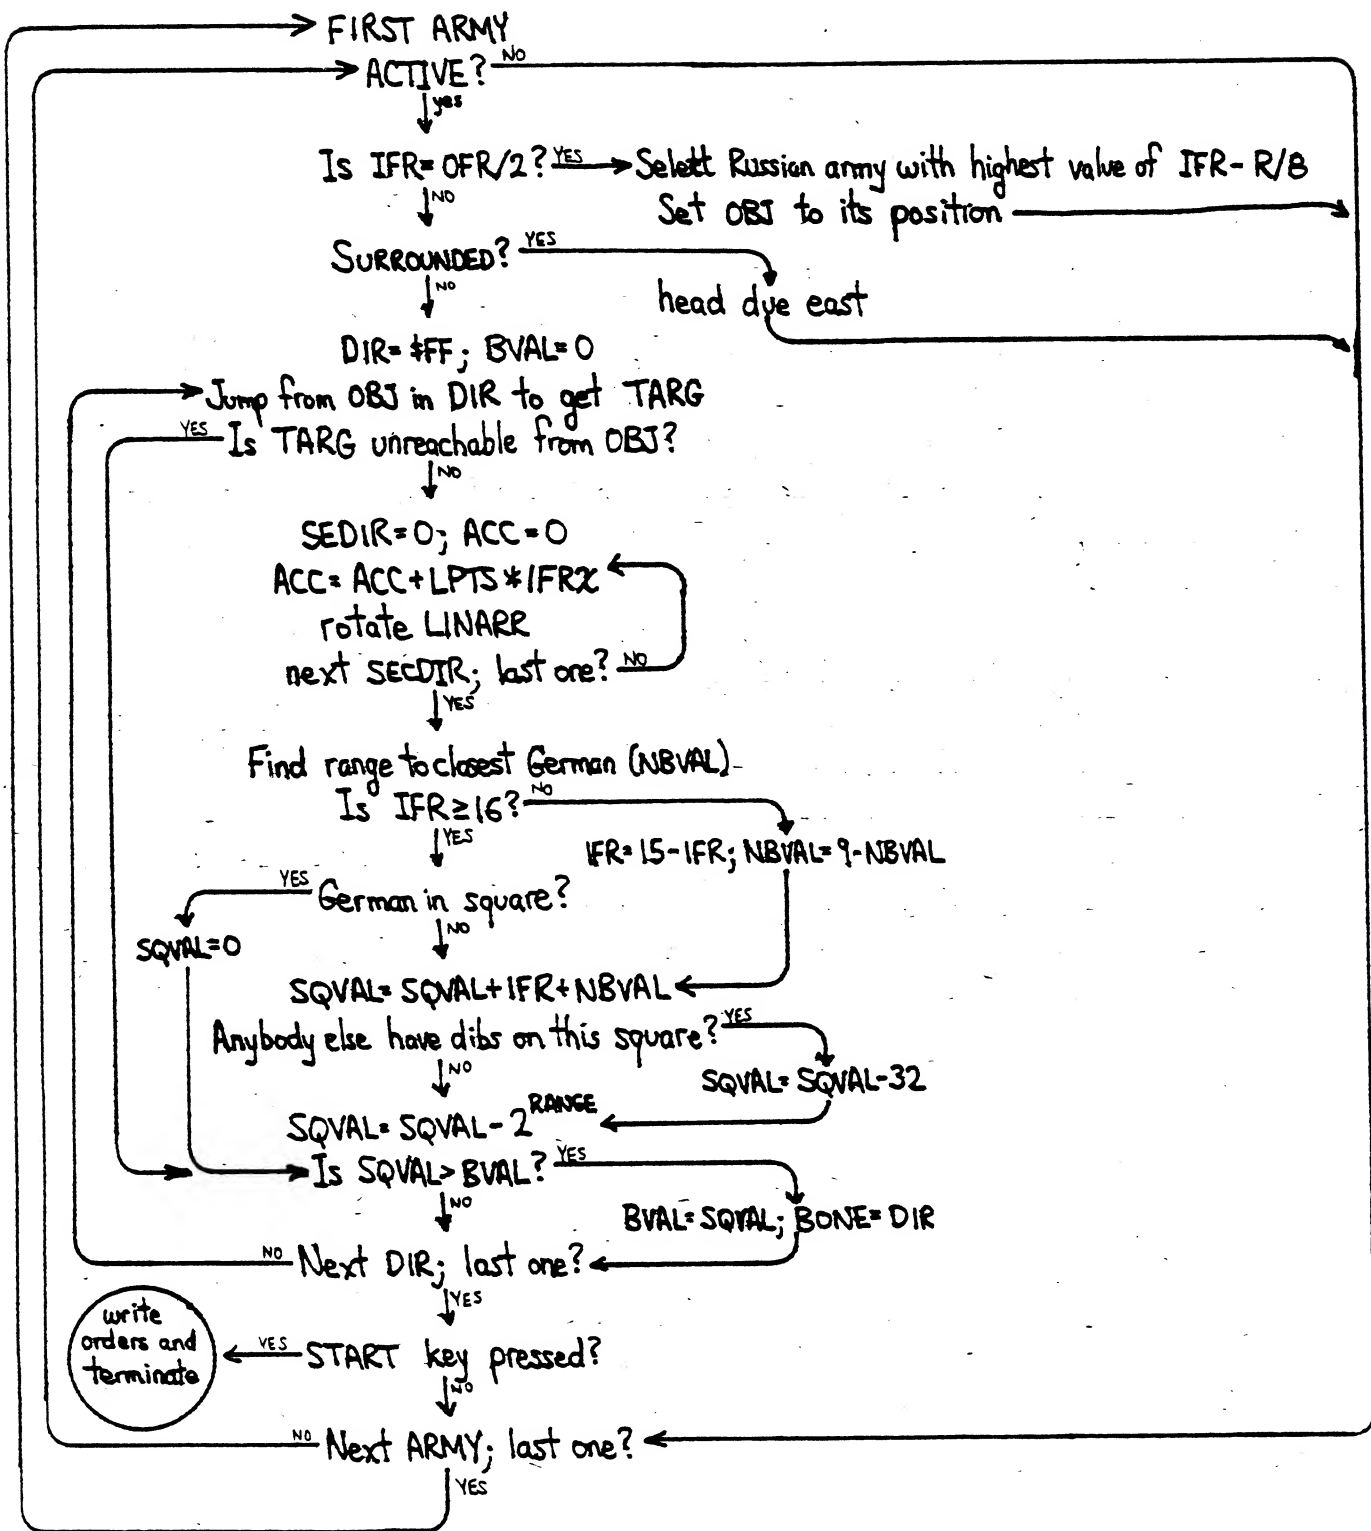 FIRST ARMY
ACTIVE? NO
yes
Is IFR=OFR/2? YES Selett Russian army with highest value of IFR-R/8
NO Set OBJ to its position
SURROUNDED? YES
NO
head due east
DIR=$FF; BVAL=0
Jump from OBJ in DIR to get TARG
YES Is TARG unreachable from OBJ?
NO
SEDIR=0; ACC=0
ACC=ACC+LPTS*IFRX
rotate LINARR
next SECDIR; last one? NO
YES
Find range to closest German (NBVAL)
Is IFR≥16? NO
YES
IFR=15-IFR; NBVAL=9-NBVAL
YES German in square?
NO
SQVAL=0
SQVAL=SQVAL+IFR+NBVAL
Anybody else have dibs on this square? YES
NO
SQVAL=SQVAL-32
SQVAL=SQVAL-2^RANGE
Is SQVAL>BVAL? YES
NO
BVAL=SQVAL; BONE=DIR
NO Next DIR; last one?
YES
write
orders and
terminate
YES START key pressed?
NO
NO Next ARMY; last one?
YES